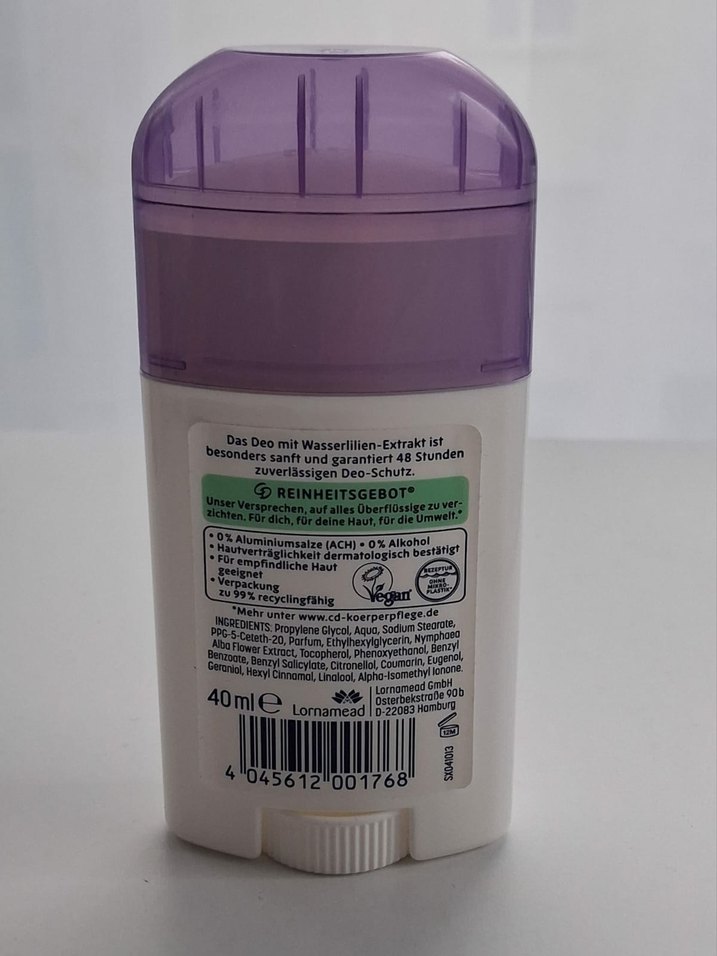 Das Deo mit Wasserlilien-Extrakt ist
besonders sanft und garantiert 48 Stunden
zuverlässigen Deo-Schutz.
REINHEITSGEBOT®
Unser Versprechen, auf alles Überflüssige zu ver-
zichten. Für dich, für deine Haut, für die Umwelt.*
• 0% Aluminiumsalze (ACH) • 0% Alkohol
• Hautverträglichkeit dermatologisch bestätigt
• Für empfindliche Haut
geeignet
• Verpackung
zu 99% recyclingfähig
Vegan
REZEPTUR
OHNE
MIKRO-
PLASTIK*
*Mehr unter www.cd-koerperpflege.de
INGREDIENTS: Propylene Glycol, Aqua, Sodium Stearate,
PPG-5-Ceteth-20, Parfum, Ethylhexylglycerin, Nymphaea
Alba Flower Extract, Tocopherol, Phenoxyethanol, Benzyl
Benzoate, Benzyl Salicylate, Citronellol, Coumarin, Eugenol,
Geraniol, Hexyl Cinnamal, Linalool, Alpha-Isomethyl Ionone.
40 ml e
Lornamead
Lornamead GmbH
Osterbekstraße 90b
D-22083 Hamburg
12M
SX041013
4 045612 001768